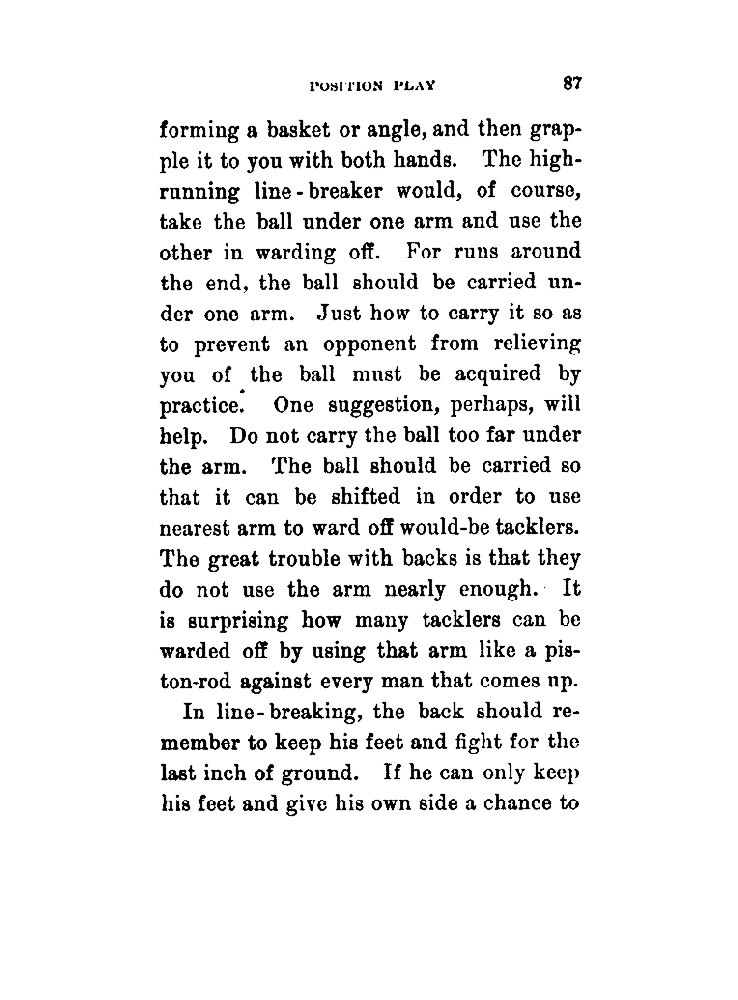 POSITION PLAY 87
forming a basket or angle, and then grap-
ple it to you with both hands. The high-
running line-breaker would, of course,
take the ball under one arm and use the
other in warding off. For runs around
the end, the ball should be carried un-
der one arm. Just how to carry it so as
to prevent an opponent from relieving
you of the ball must be acquired by
practice. One suggestion, perhaps, will
help. Do not carry the ball too far under
the arm. The ball should be carried so
that it can be shifted in order to use
nearest arm to ward off would-be tacklers.
The great trouble with backs is that they
do not use the arm nearly enough. It
is surprising how many tacklers can be
warded off by using that arm like a pis-
ton-rod against every man that comes up.
In line-breaking, the back should re-
member to keep his feet and fight for the
last inch of ground. If he can only keep
his feet and give his own side a chance to